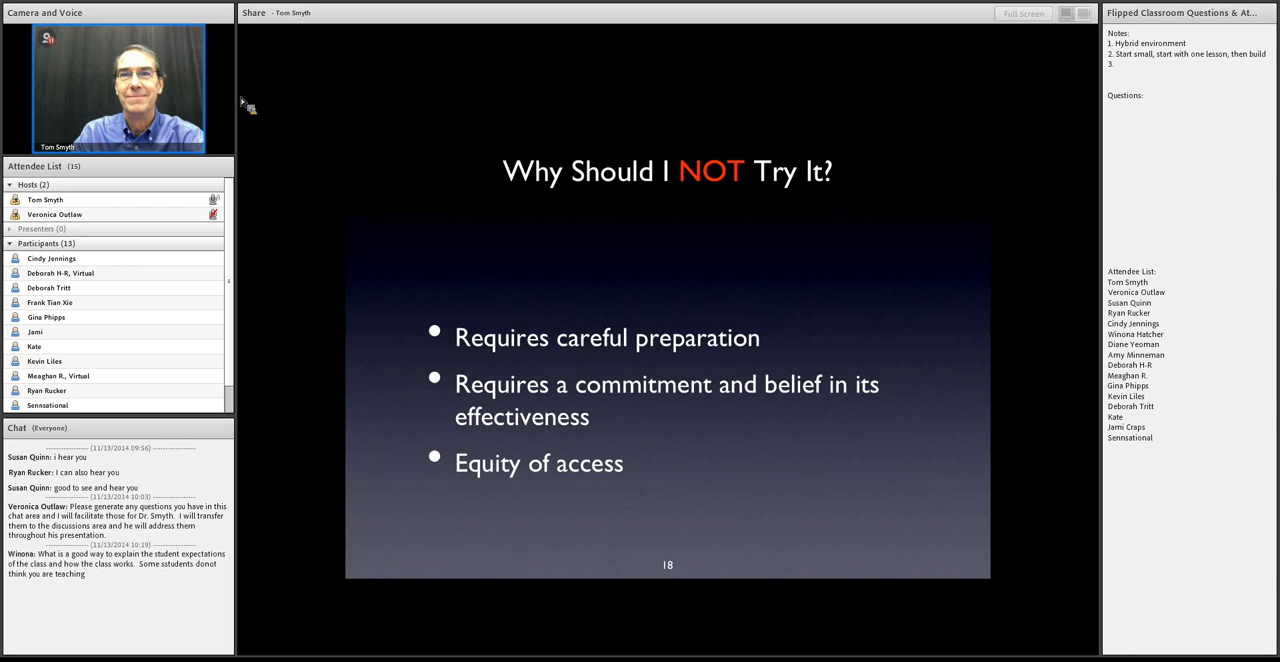 Camera and Voice
Tom Smyth
Attendee List (15)
Hosts (2)
Tom Smyth
Veronica Outlaw
Presenters (0)
Participants (13)
Cindy Jennings
Deborah H-R, Virtual
Deborah Tritt
Frank Tian Xie
Gina Phipps
Jami
Kate
Kevin Liles
Meaghan R., Virtual
Ryan Rucker
Sennsational
Chat (Everyone)
----------------- (11/13/2014 09:56) -----------------
Susan Quinn: i hear you
Ryan Rucker: I can also hear you
Susan Quinn: good to see and hear you
----------------- (11/13/2014 10:03) -----------------
Veronica Outlaw: Please generate any questions you have in this
chat area and I will facilitate those for Dr. Smyth. I will transfer
them to the discussions area and he will address them
throughout his presentation.
----------------- (11/13/2014 10:19) -----------------
Winona: What is a good way to explain the student expectations
of the class and how the class works. Some sstudents donot
think you are teaching
Share - Tom Smyth
Full Screen
Why Should I NOT Try It?
• Requires careful preparation
• Requires a commitment and belief in its
effectiveness
• Equity of access
18
Flipped Classroom Questions & At...
Notes:
1. Hybrid environment
2. Start small, start with one lesson, then build
3.
Questions:
Attendee List:
Tom Smyth
Veronica Outlaw
Susan Quinn
Ryan Rucker
Cindy Jennings
Winona Hatcher
Diane Yeoman
Amy Minneman
Deborah H-R
Meaghan R.
Gina Phipps
Kevin Liles
Deborah Tritt
Kate
Jami Craps
Sennsational